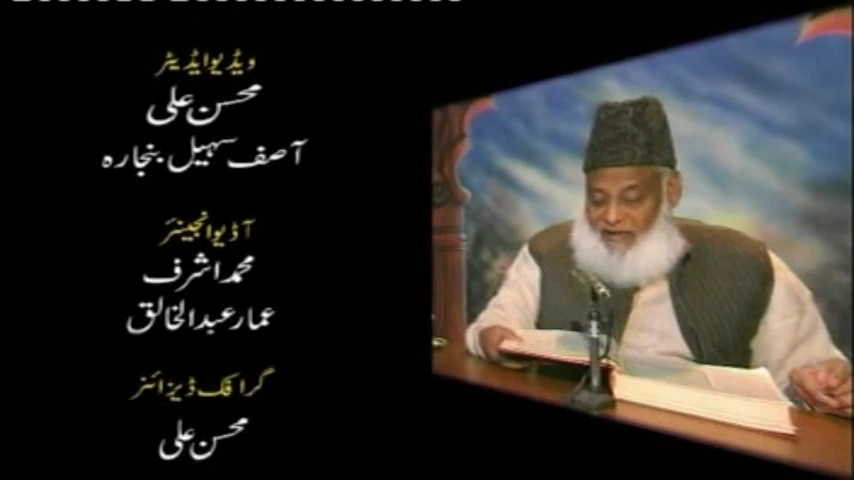 ویڈیو ایڈیٹر
محسن علی
آصف سہیل بنجارہ
آڈیو انجینئر
محمد اشرف
عمار عبدالخالق
گرافک ڈیزائنر
محسن علی